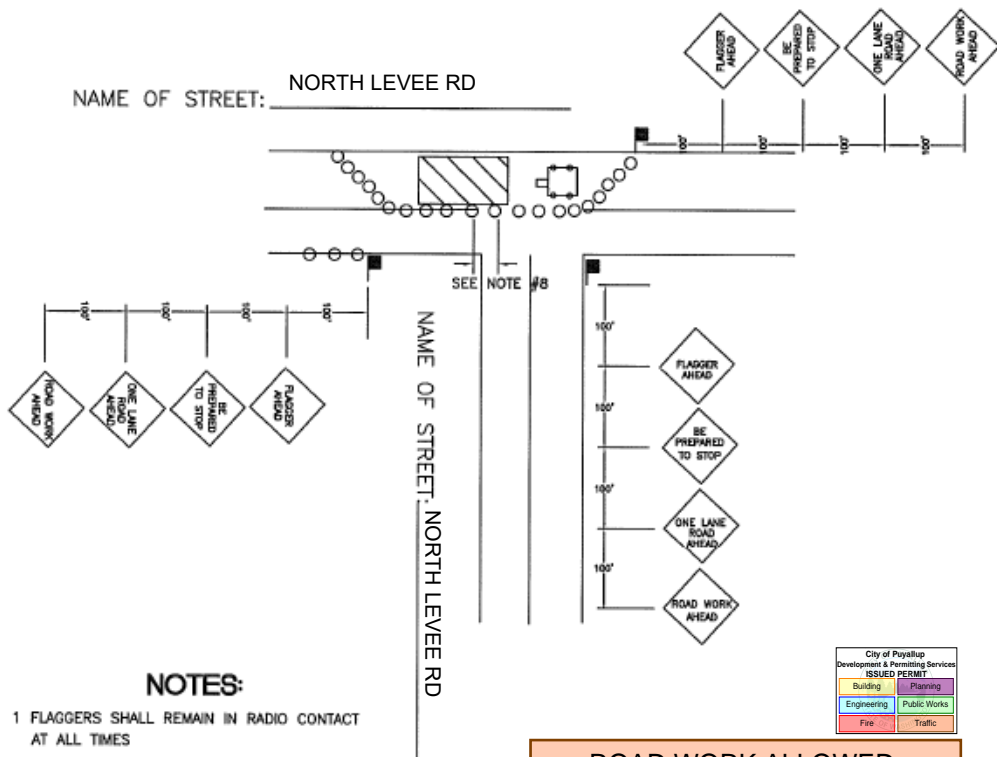 FLAGGER
AHEAD
BE
PREPARED
TO STOP
ONE LANE
ROAD
AHEAD
ROAD WORK
AHEAD
NAME OF STREET: NORTH LEVEE RD
100'
100'
100'
100'
SEE NOTE #8
100'
100'
100'
100'
ROAD WORK
AHEAD
ONE LANE
ROAD
AHEAD
BE
PREPARED
TO STOP
FLAGGER
AHEAD
NAME OF STREET: NORTH LEVEE RD
100'
FLAGGER
AHEAD
100'
BE
PREPARED
TO STOP
100'
ONE LANE
ROAD
AHEAD
100'
ROAD WORK
AHEAD
NOTES:
1 FLAGGERS SHALL REMAIN IN RADIO CONTACT
AT ALL TIMES
City of Puyallup
Development & Permitting Services
ISSUED PERMIT
Building Planning
Engineering Public Works
Fire Traffic
ROAD WORK ALLOWED